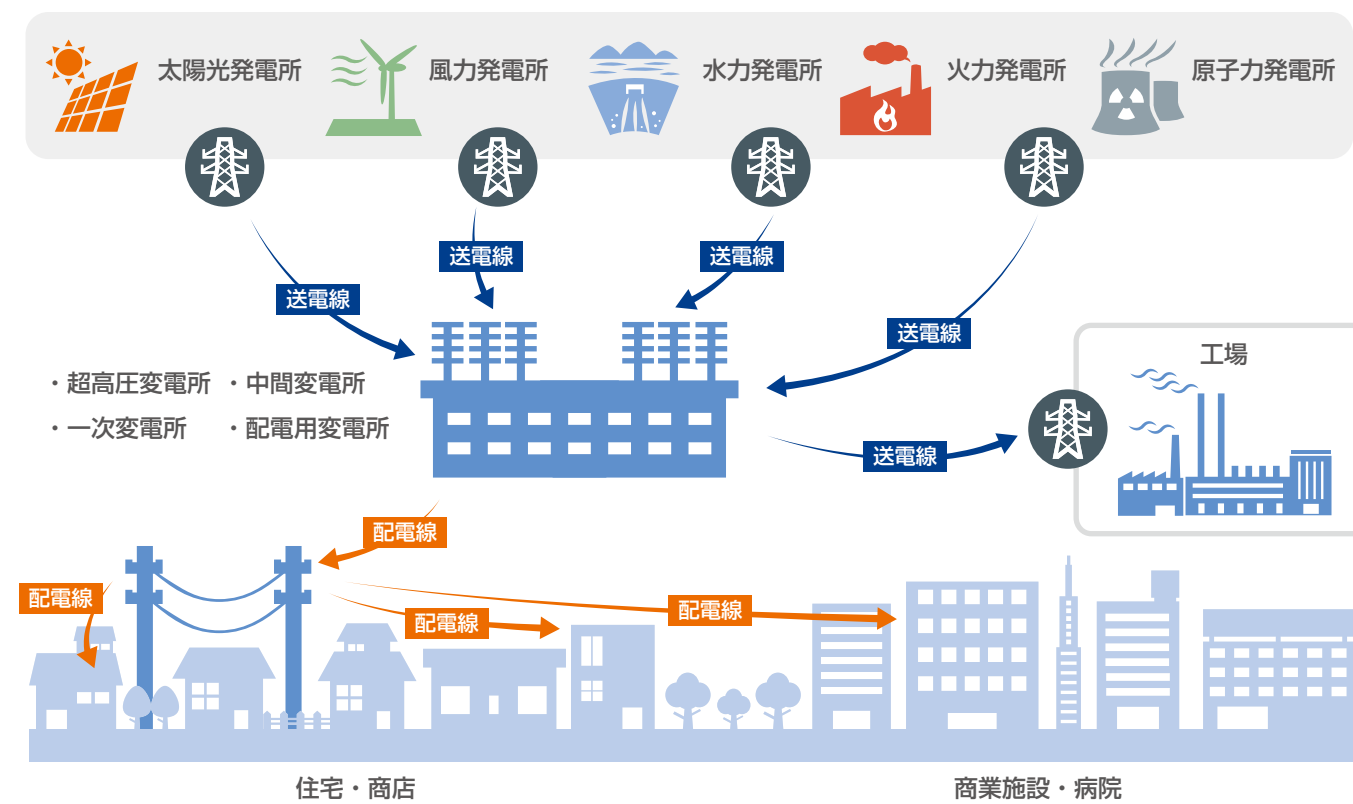 太陽光発電所
風力発電所
水力発電所
火力発電所
原子力発電所
送電線
送電線
送電線
送電線
工場
・超高圧変電所 ・中間変電所
・一次変電所 ・配電用変電所
送電線
配電線
配電線
配電線
配電線
住宅・商店
商業施設・病院